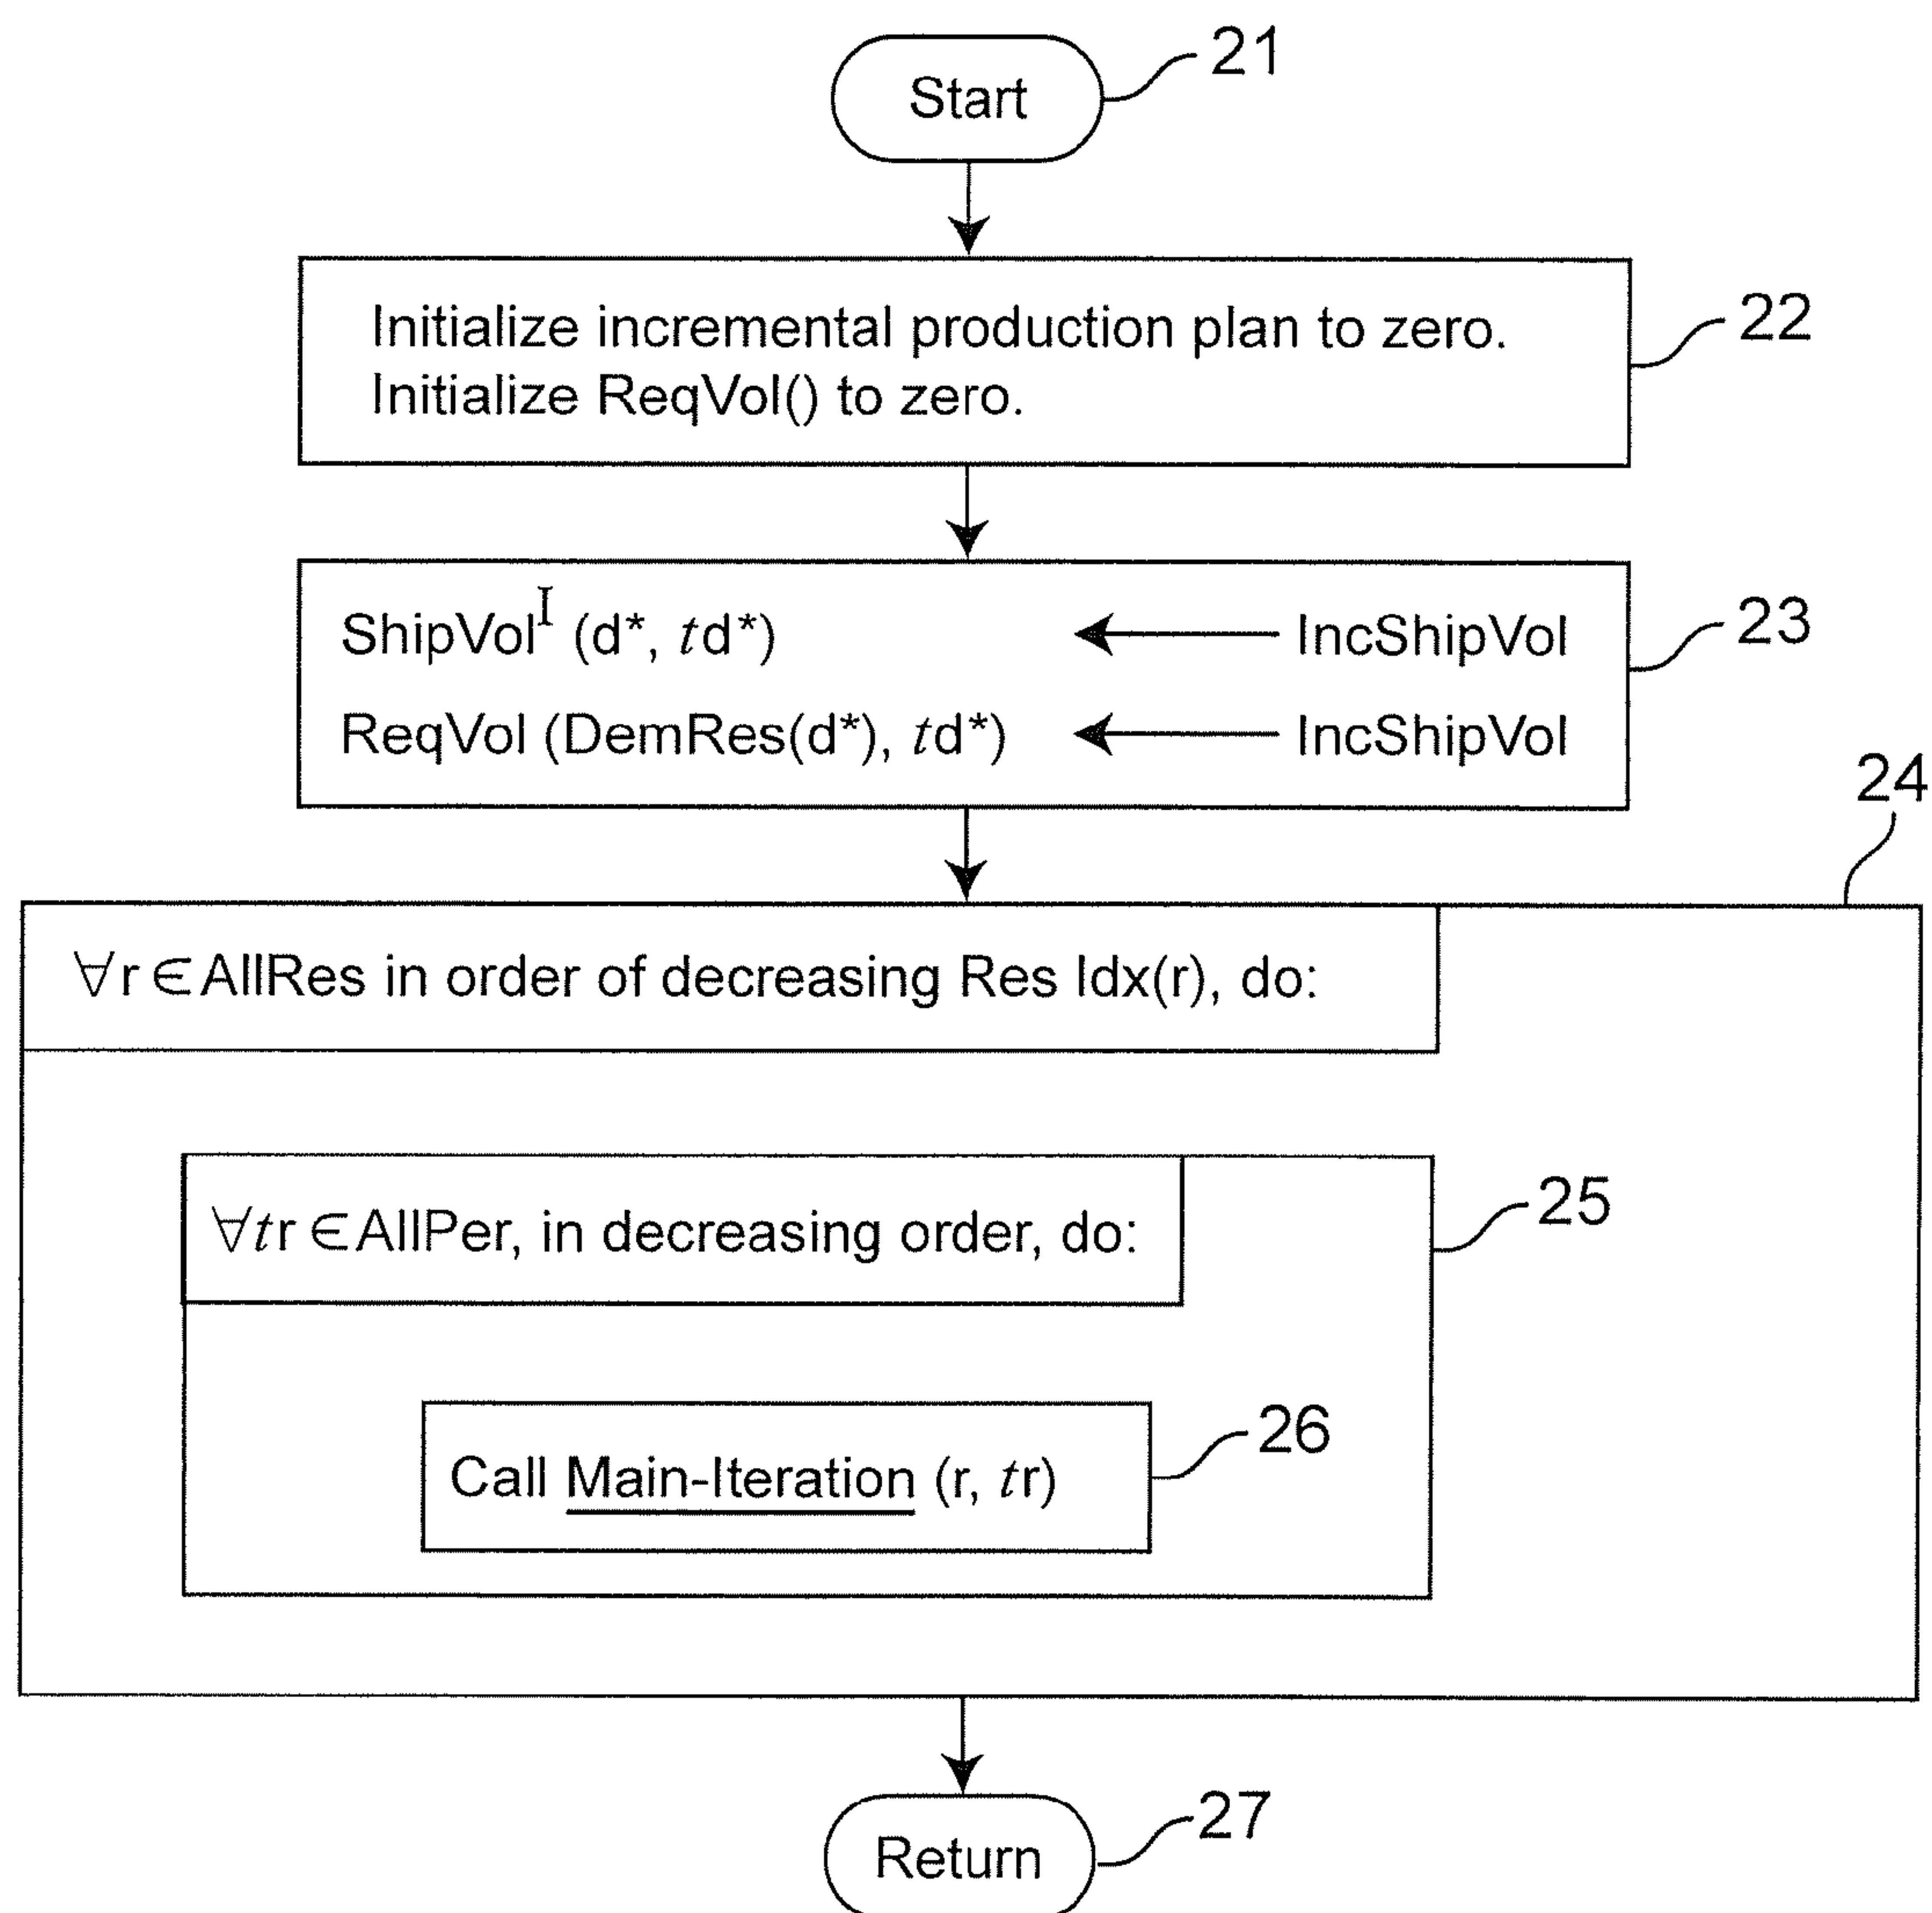 Start
21
Initialize incremental production plan to zero.
Initialize ReqVol() to zero.
22
ShipVolᴵ (d*, td*) ← IncShipVol
ReqVol (DemRes(d*), td*) ← IncShipVol
23
24
∀r∈AllRes in order of decreasing Res Idx(r), do:
∀tr∈AllPer, in decreasing order, do:
25
Call Main-Iteration (r, tr)
26
Return
27